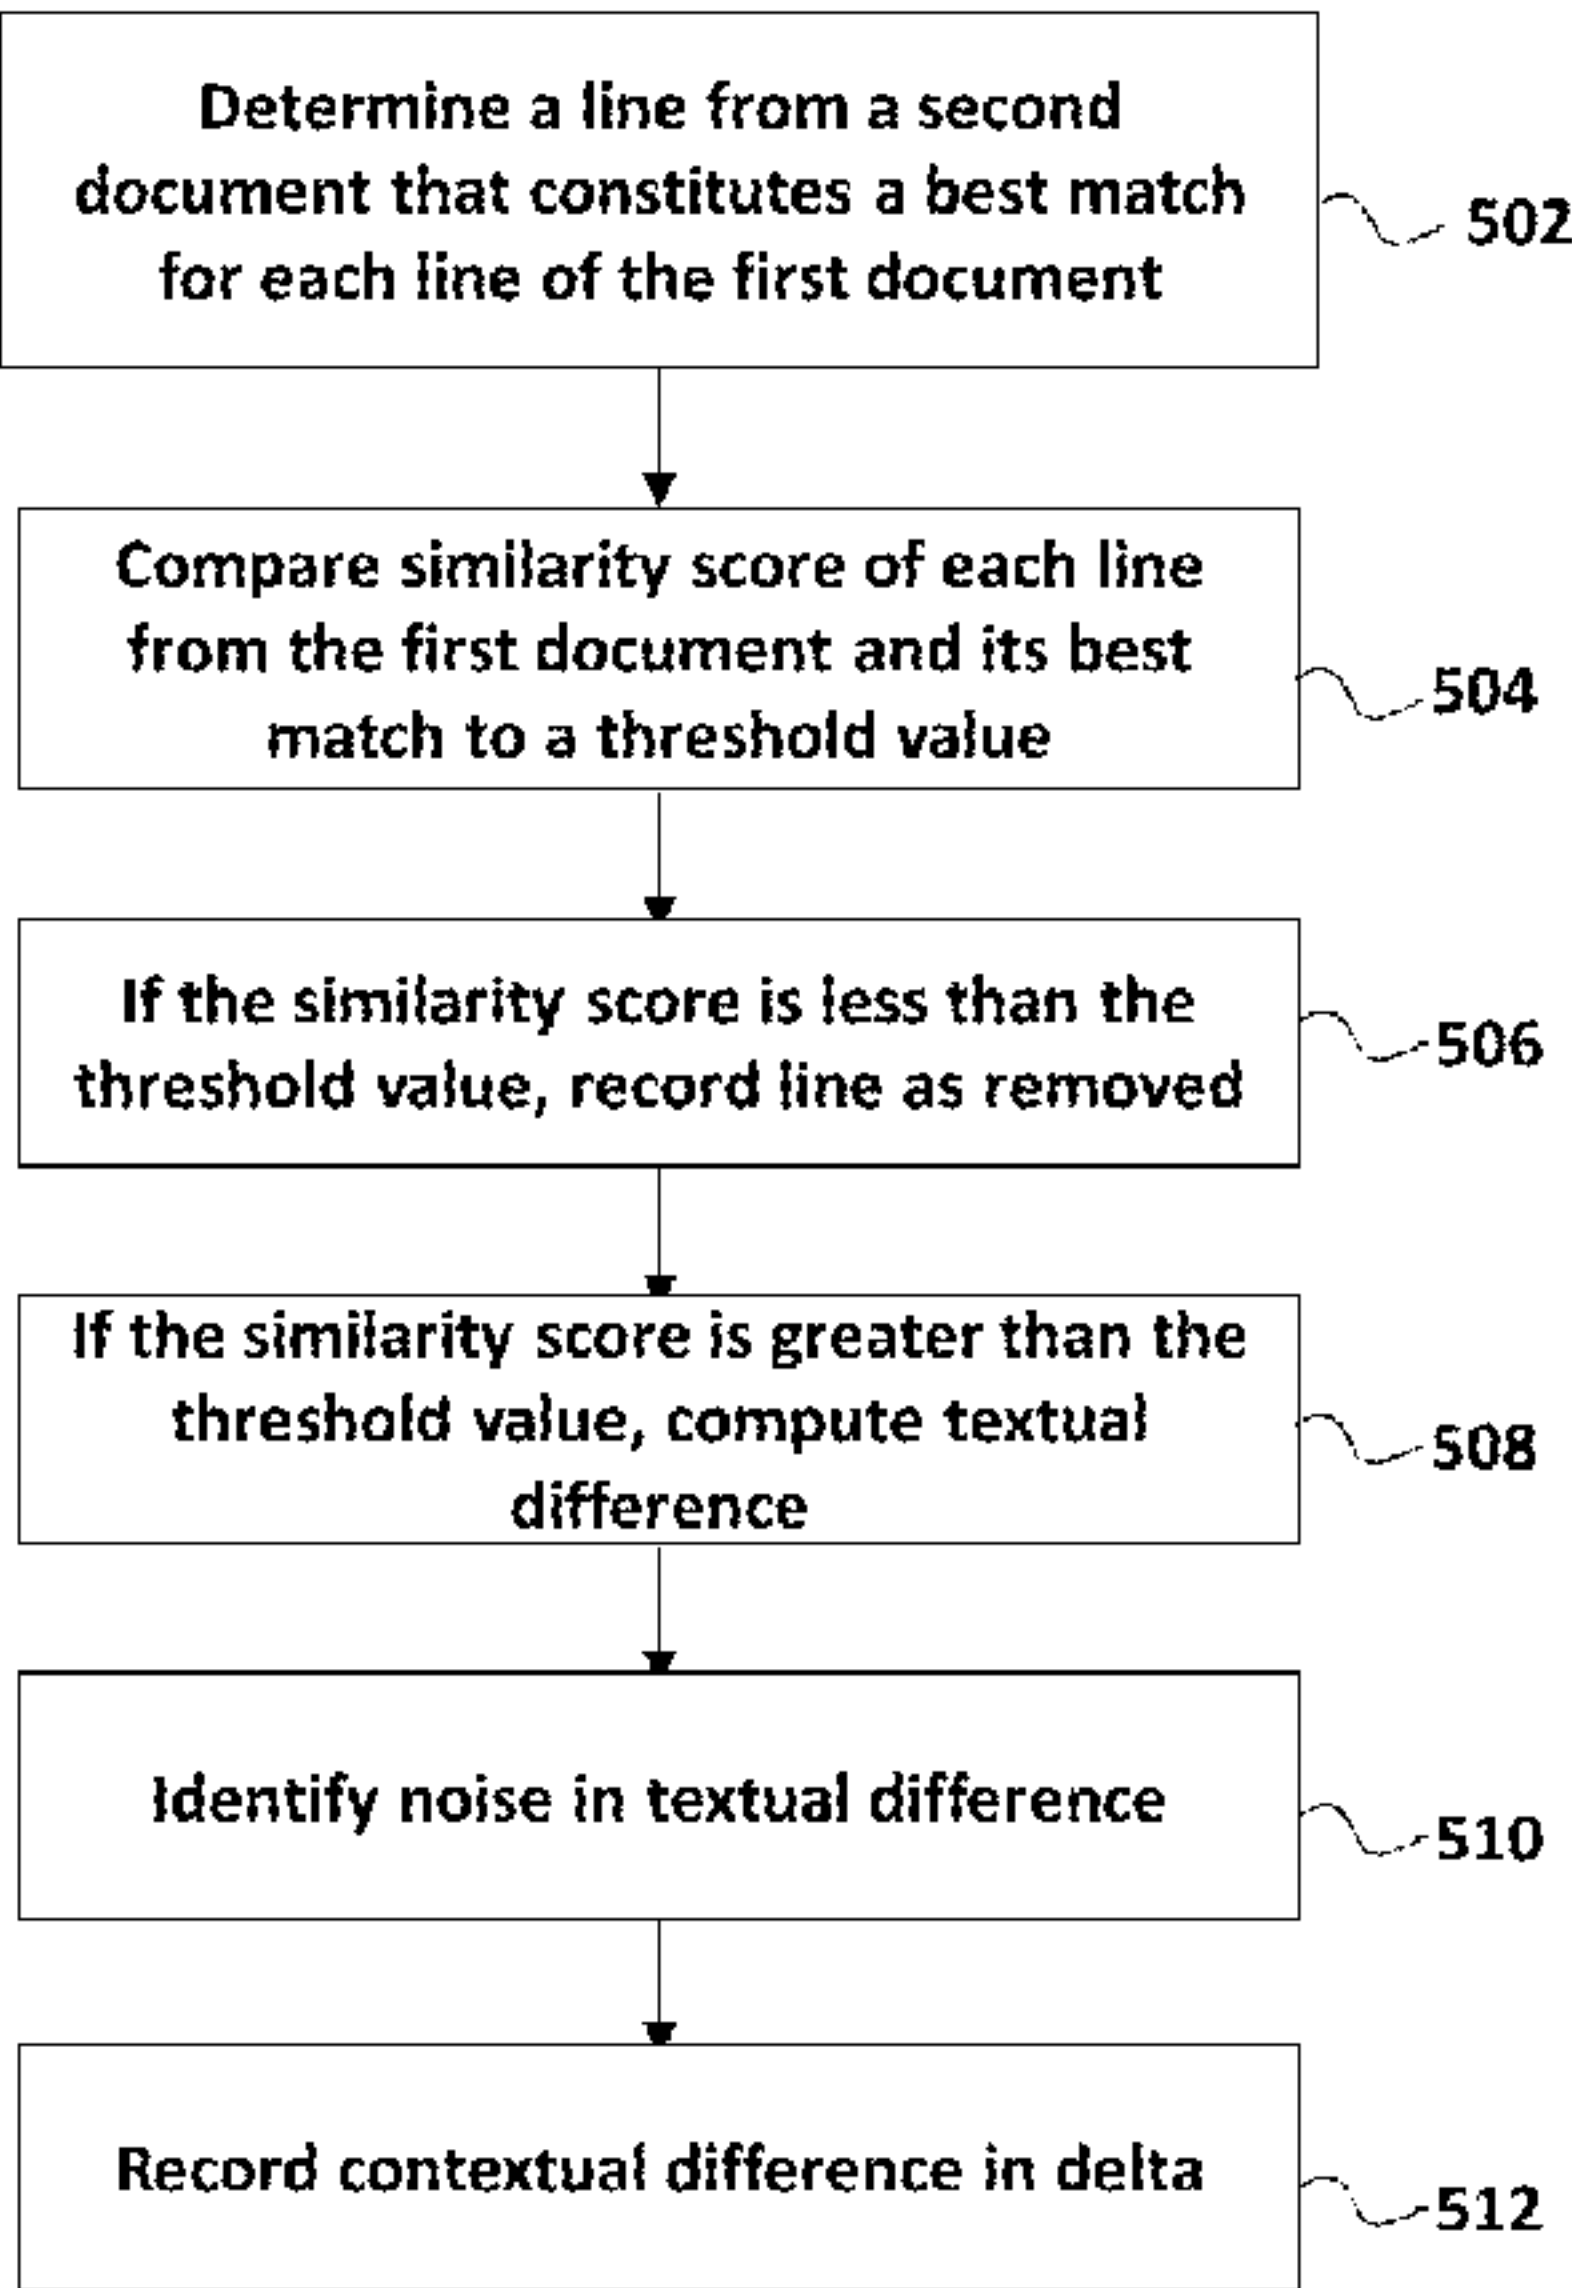 Determine a line from a second
document that constitutes a best match
for each line of the first document
502
Compare similarity score of each line
from the first document and its best
match to a threshold value
504
If the similarity score is less than the
threshold value, record line as removed
506
If the similarity score is greater than the
threshold value, compute textual
difference
508
Identify noise in textual difference
510
Record contextual difference in delta
512